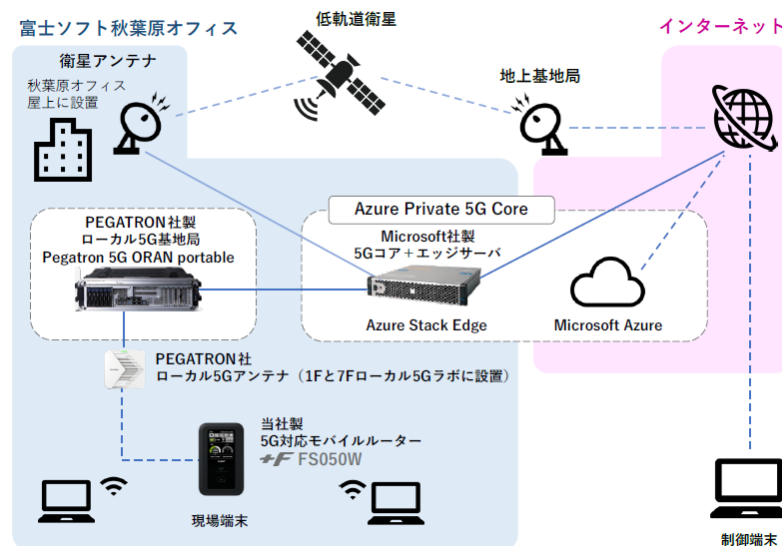 富士ソフト秋葉原オフィス
低軌道衛星
インターネット
衛星アンテナ
秋葉原オフィス
屋上に設置
地上基地局
Azure Private 5G Core
PEGATRON社製
ローカル5G基地局
Pegatron 5G ORAN portable
Microsoft社製
5Gコア+エッジサーバ
Azure Stack Edge
Microsoft Azure
PEGATRON社
ローカル5Gアンテナ(1Fと7Fローカル5Gラボに設置)
当社製
5G対応モバイルルーター
+F FS050W
現場端末
制御端末